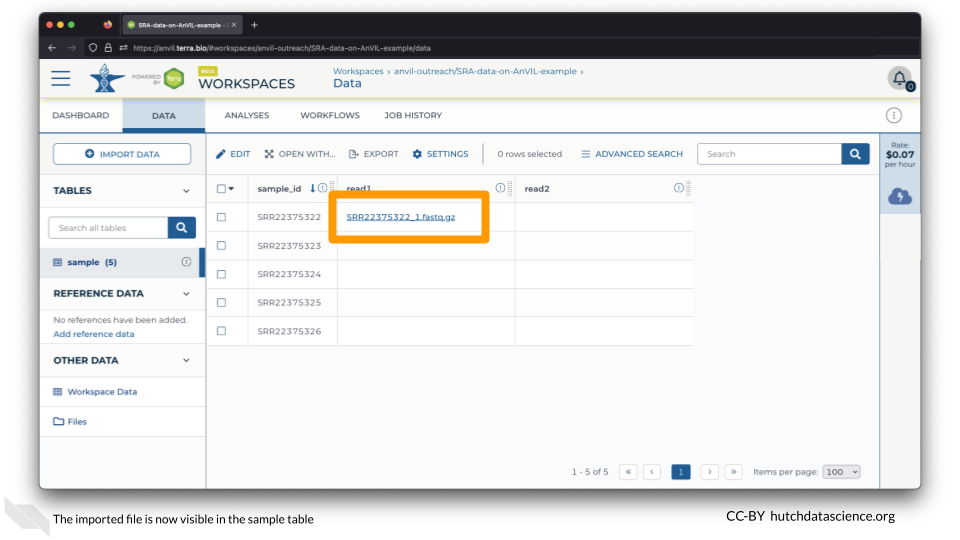 SRA-data-on-AnVIL-example –
https://anvil.terra.bio/#workspaces/anvil-outreach/SRA-data-on-AnVIL-example/data
POWERED BY Terra
BETA
WORKSPACES
Workspaces › anvil-outreach/SRA-data-on-AnVIL-example ›
Data
0
DASHBOARD DATA ANALYSES WORKFLOWS JOB HISTORY
IMPORT DATA
EDIT OPEN WITH... EXPORT SETTINGS 0 rows selected ADVANCED SEARCH Search
Rate:
$0.07
per hour
TABLES
Search all tables
sample (5)
REFERENCE DATA
No references have been added.
Add reference data
OTHER DATA
Workspace Data
Files
sample_id read1 read2
SRR22375322 SRR22375322_1.fastq.gz
SRR22375323
SRR22375324
SRR22375325
SRR22375326
1 - 5 of 5 « ‹ 1 › » Items per page: 100
The imported file is now visible in the sample table
CC-BY hutchdatascience.org